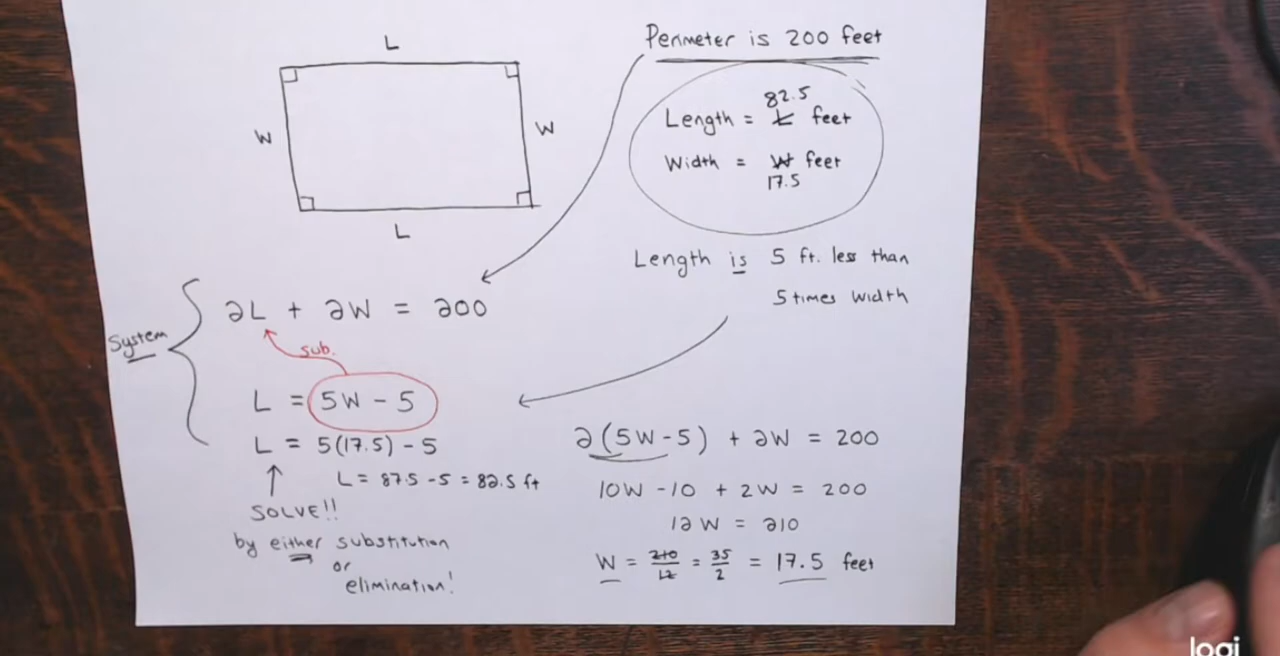 L
W
W
L
Perimeter is 200 feet
82.5
Length = L feet
Width = W feet
17.5
Length is 5 ft. less than
5 times width
System
2L + 2W = 200
sub.
L = 5W - 5
L = 5(17.5) - 5
L = 87.5 - 5 = 82.5 ft
SOLVE!!
by either substitution
or
elimination!
2(5W-5) + 2W = 200
10W - 10 + 2W = 200
12W = 210
W = 210/12 = 35/2 = 17.5 feet
logi